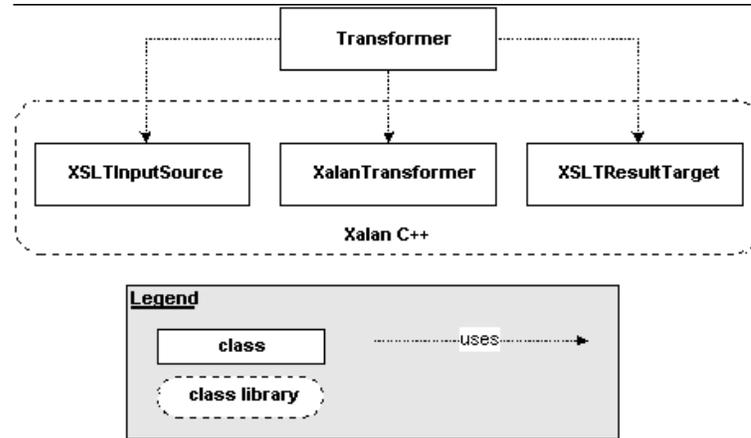 Transformer
XSLTInputSource
XalanTransformer
XSLTResultTarget
Xalan C++
Legend
class
uses
class library